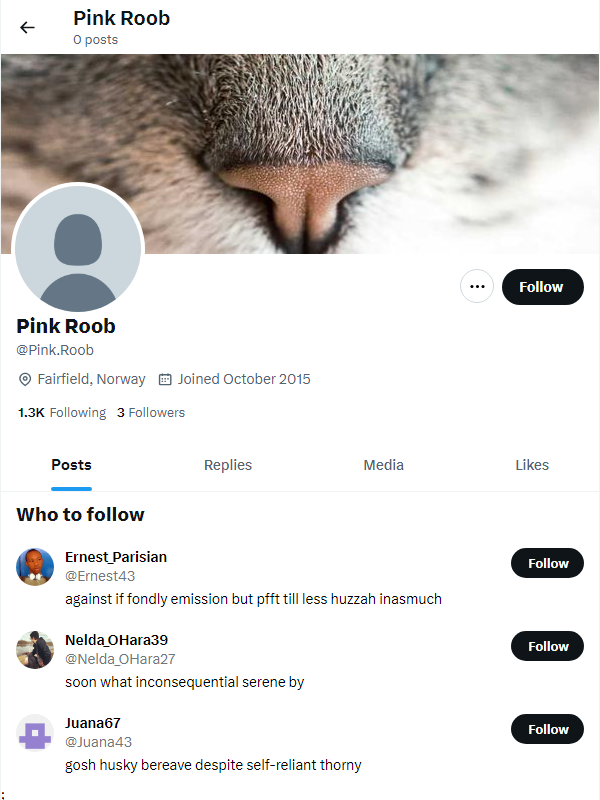 Pink Roob
0 posts
Follow
Pink Roob
@Pink.Roob
Fairfield, Norway Joined October 2015
1.3K Following 3 Followers
Posts Replies Media Likes
Who to follow
Ernest_Parisian
@Ernest43
Follow
against if fondly emission but pfft till less huzzah inasmuch
Nelda_OHara39
@Nelda_OHara27
Follow
soon what inconsequential serene by
Juana67
@Juana43
Follow
gosh husky bereave despite self-reliant thorny
;